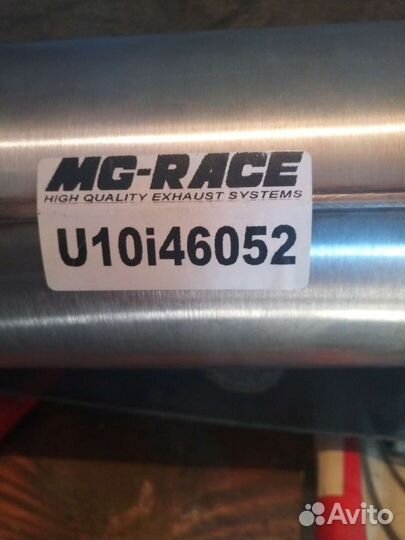 MG-RACE
HIGH QUALITY EXHAUST SYSTEMS
U10i46052
Avito